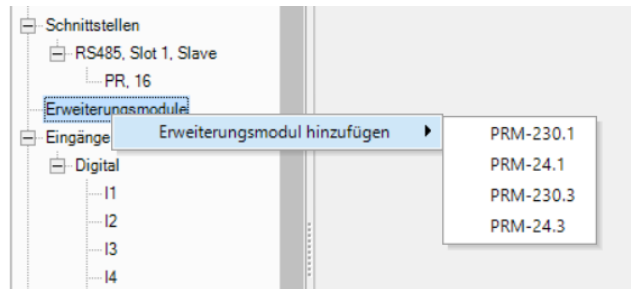 Schnittstellen
RS485, Slot 1, Slave
PR, 16
Erweiterungsmodule
Erweiterungsmodul hinzufügen
PRM-230.1
Eingänge
PRM-24.1
Digital
PRM-230.3
I1
PRM-24.3
I2
I3
I4